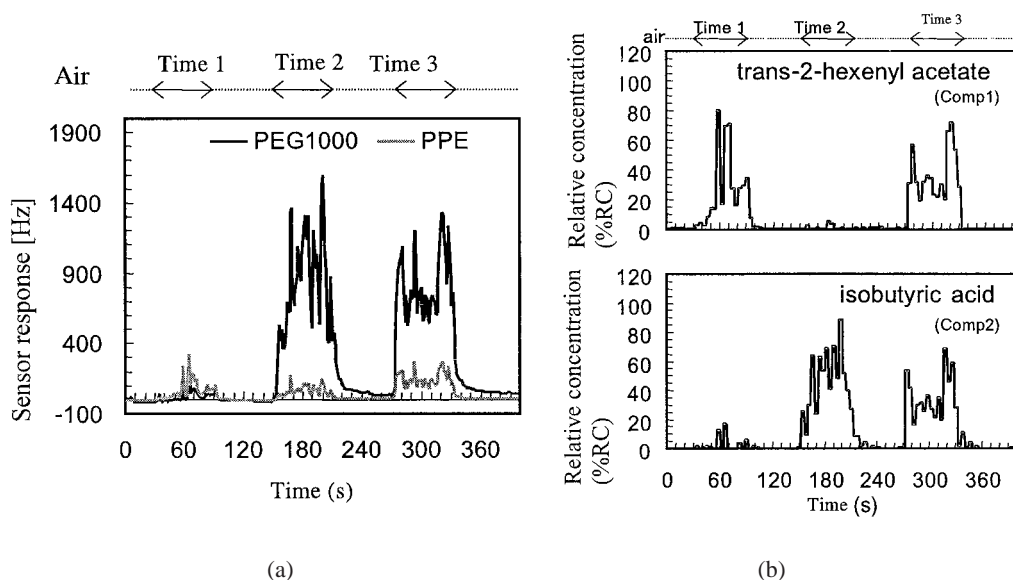 Air
Time 1
Time 2
Time 3
1900
1400
900
400
-100
Sensor response [Hz]
PEG1000
PPE
0
60
120
180
240
300
360
Time (s)
(a)
air
Time 1
Time 2
Time 3
120
100
80
60
40
20
0
Relative concentration
(%RC)
trans-2-hexenyl acetate
(Comp1)
120
100
80
60
40
20
0
Relative concentration
(%RC)
isobutyric acid
(Comp2)
0
60
120
180
240
300
360
Time (s)
(b)